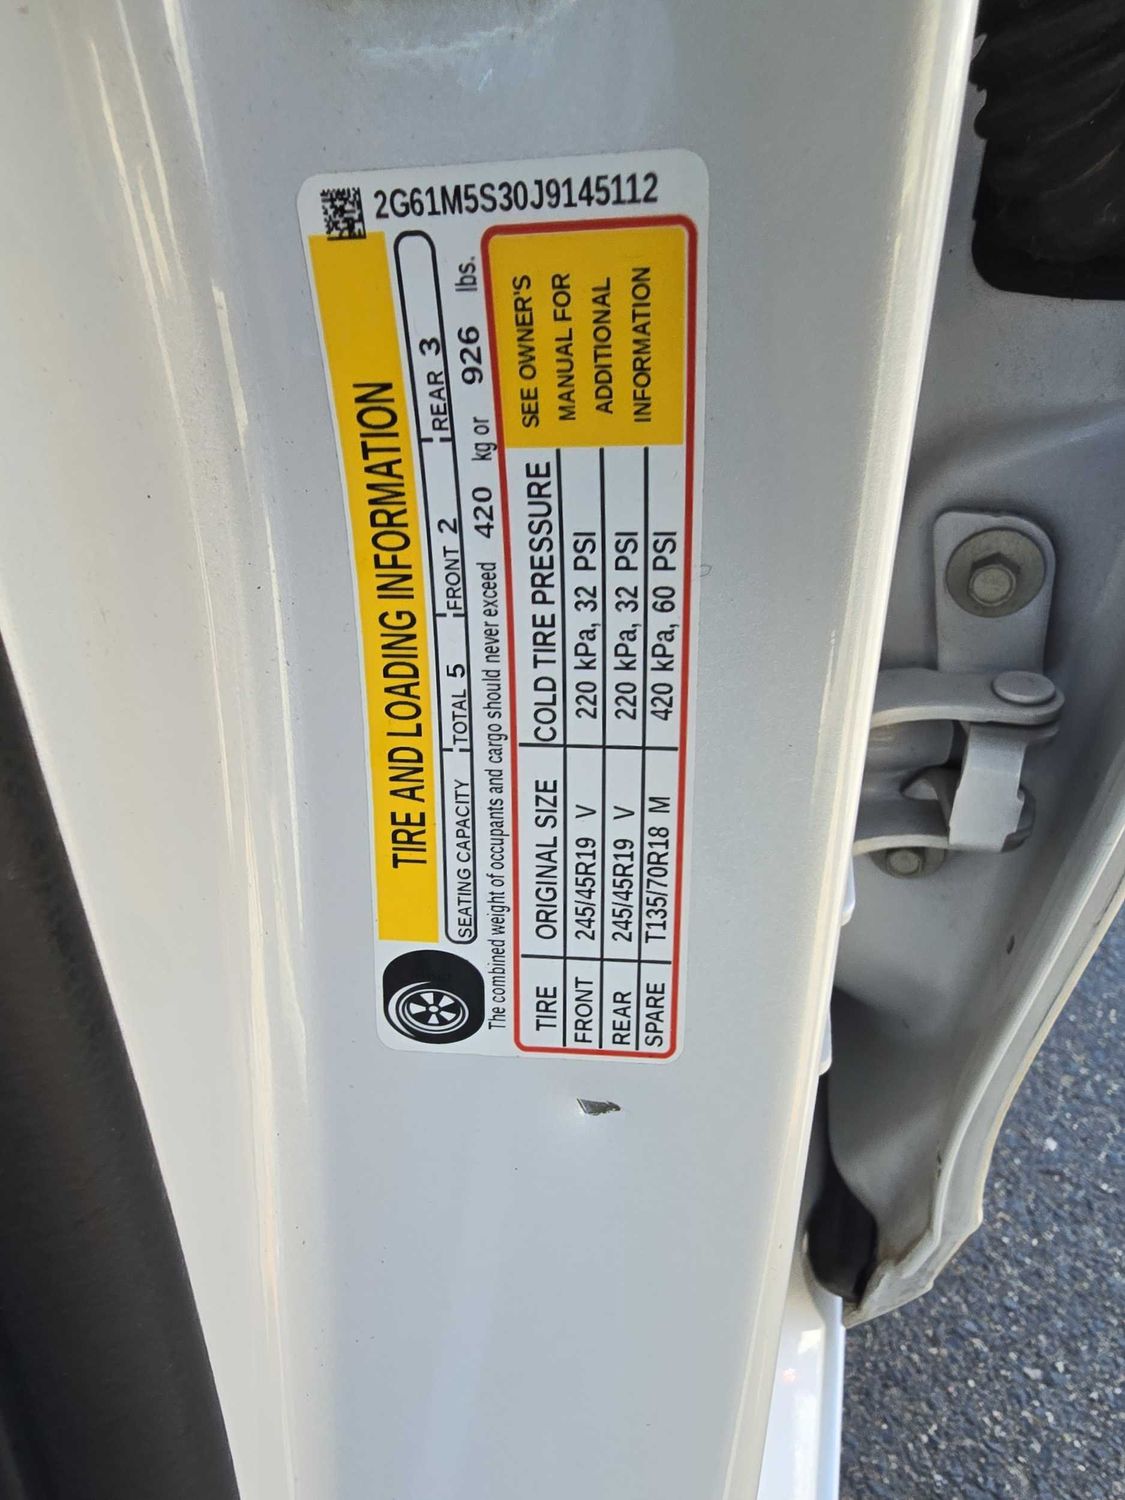 2G61M5S30J9145112
TIRE AND LOADING INFORMATION
SEATING CAPACITY TOTAL 5 FRONT 2 REAR 3
The combined weight of occupants and cargo should never exceed 420 kg or 926 lbs.
TIRE ORIGINAL SIZE COLD TIRE PRESSURE
FRONT 245/45R19 V 220 kPa, 32 PSI
REAR 245/45R19 V 220 kPa, 32 PSI
SPARE T135/70R18 M 420 kPa, 60 PSI
SEE OWNER'S
MANUAL FOR
ADDITIONAL
INFORMATION